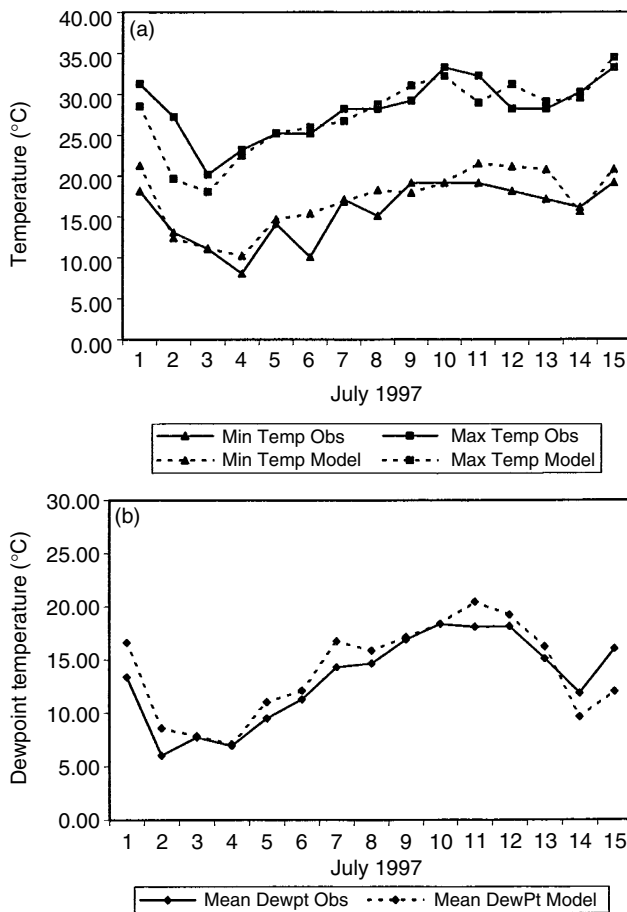 (a)
Temperature (°C)
40.00
35.00
30.00
25.00
20.00
15.00
10.00
5.00
0.00
1 2 3 4 5 6 7 8 9 10 11 12 13 14 15
July 1997
Min Temp Obs Max Temp Obs
Min Temp Model Max Temp Model
(b)
Dewpoint temperature (°C)
30.00
25.00
20.00
15.00
10.00
5.00
0.00
1 2 3 4 5 6 7 8 9 10 11 12 13 14 15
July 1997
Mean Dewpt Obs Mean DewPt Model